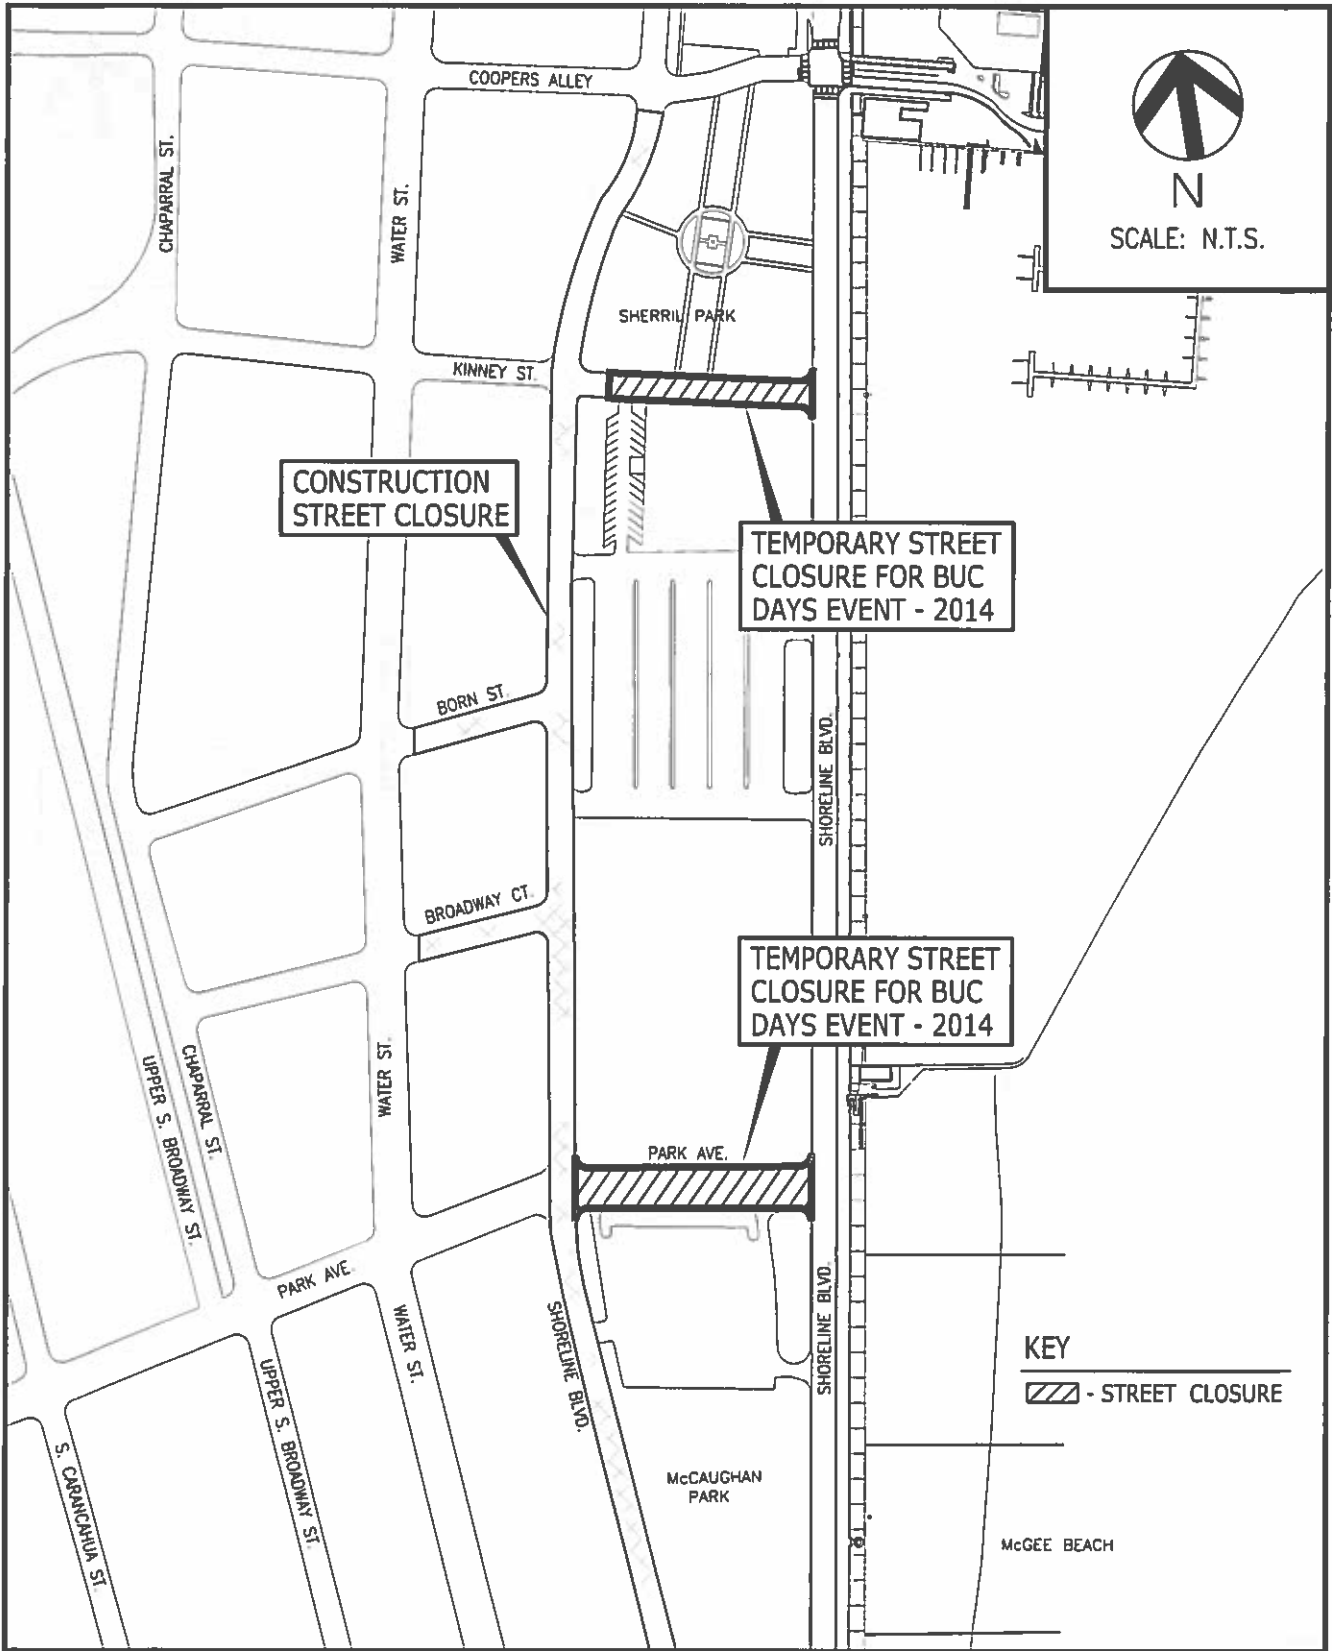 COOPERS ALLEY
N
SCALE: N.T.S.
CHAPARRAL ST.
WATER ST.
SHERRIL PARK
KINNEY ST.
CONSTRUCTION
STREET CLOSURE
TEMPORARY STREET
CLOSURE FOR BUC
DAYS EVENT - 2014
BORN ST.
SHORELINE BLVD.
BROADWAY CT.
TEMPORARY STREET
CLOSURE FOR BUC
DAYS EVENT - 2014
UPPER S. BROADWAY ST.
CHAPARRAL ST.
WATER ST.
PARK AVE.
PARK AVE.
WATER ST.
SHORELINE BLVD.
SHORELINE BLVD.
KEY
- STREET CLOSURE
UPPER S. BROADWAY ST.
S. CARANCAHUA ST.
McCAUGHAN
PARK
McGEE BEACH